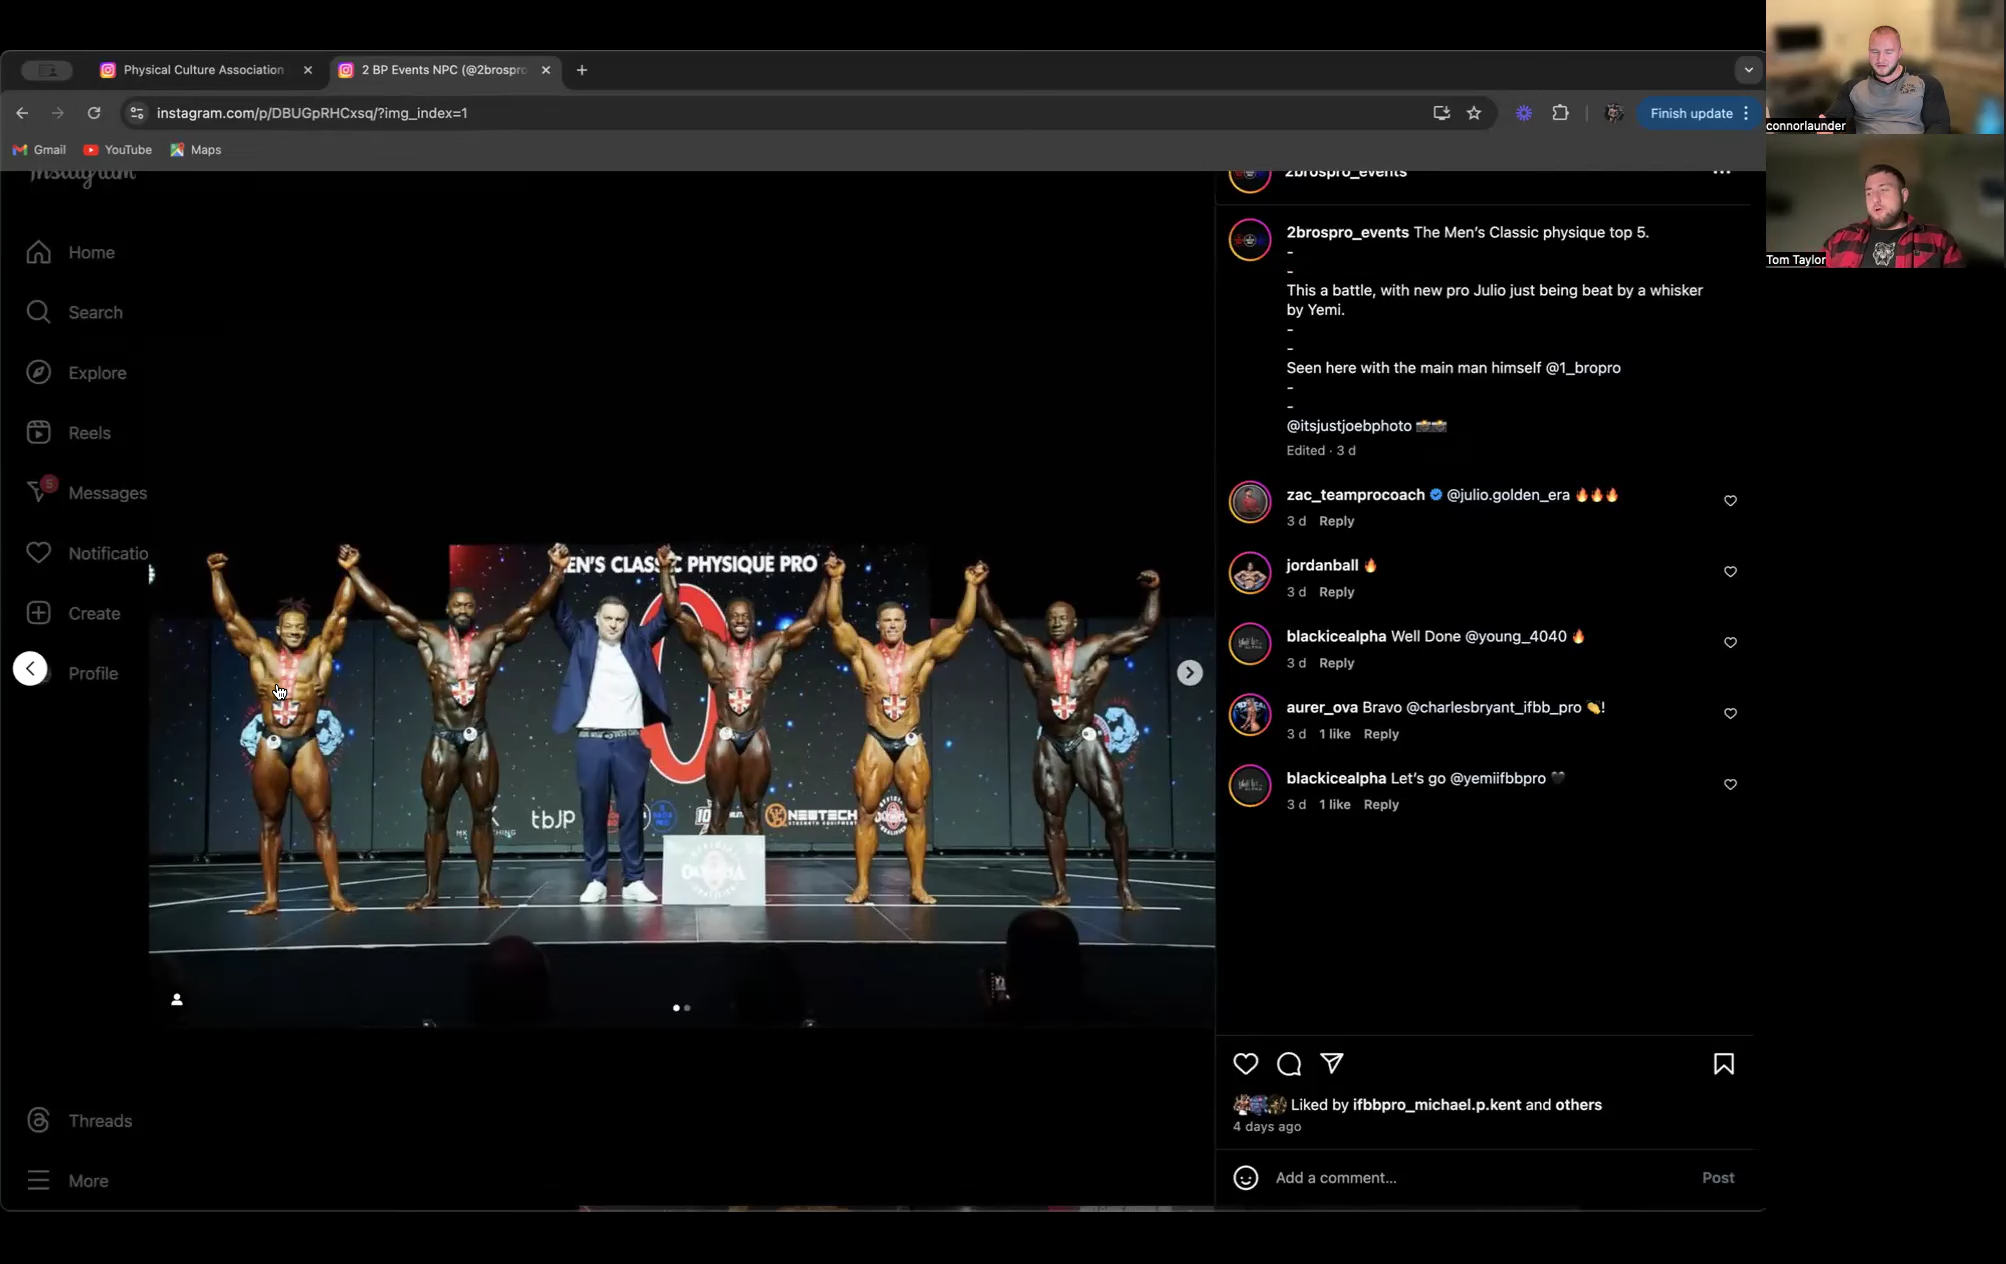 Physical Culture Association
2 BP Events NPC (@2brospro
instagram.com/p/DBUGpRHCxsq/?img_index=1
Finish update
Gmail
YouTube
Maps
connorlaunder
Tom Taylor
Instagram
Home
Search
Explore
Reels
5
Messages
Notificatio
Create
Profile
Threads
More
EN'S CLASSIC PHYSIQUE PRO
tbJP
NEOTECH
OLYMPIA
2brospro_events
2brospro_events The Men's Classic physique top 5.
-
-
This a battle, with new pro Julio just being beat by a whisker
by Yemi.
-
-
Seen here with the main man himself @1_bropro
-
-
@itsjustjoebphoto 📸📸
Edited · 3 d
zac_teamprocoach @julio.golden_era 🔥🔥🔥
3 d Reply
jordanball 🔥
3 d Reply
blackicealpha Well Done @young_4040 🔥
3 d Reply
aurer_ova Bravo @charlesbryant_ifbb_pro 👏!
3 d 1 like Reply
blackicealpha Let's go @yemiifbbpro 🖤
3 d 1 like Reply
Liked by ifbbpro_michael.p.kent and others
4 days ago
Add a comment...
Post